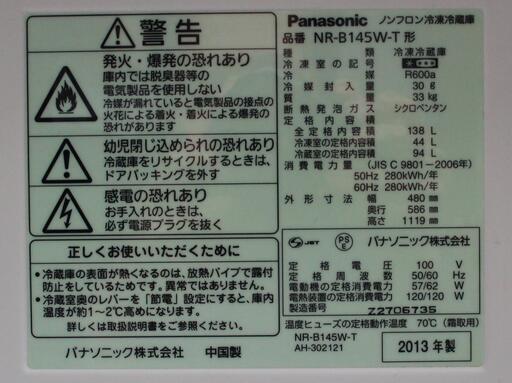 警告
発火・爆発の恐れあり
庫内では脱臭器等の
電気製品を使用しない
冷媒が漏れていると電気製品の接点の
火花による着火・着火による爆発の
恐れがあります
幼児閉じ込められの恐れあり
冷蔵庫をリサイクルするときは、
ドアパッキングを外す
感電の恐れあり
お手入れのときは、
必ず電源プラグを抜く
正しくお使いいただくために
・冷蔵庫の表面が熱くなるのは、放熱パイプで露付
防止をしているためです。異常ではありません。
・冷蔵室奥のレバーを「節電」設定にすると、庫内
温度が約1〜2℃高めになります。
詳しくは取扱説明書をご覧ください。
パナソニック株式会社 中国製
Panasonic ノンフロン冷凍冷蔵庫
品番 NR-B145W-T 形
種類 冷凍冷蔵庫
冷凍室の記号
冷媒 R600a
冷媒封入量 30 g
質量 33 kg
断熱発泡ガス シクロペンタン
定格内容積
全定格内容積 138 L
冷凍室の定格内容積 44 L
冷蔵室の定格内容積 94 L
消費電力量 (JIS C 9801-2006年)
50Hz 280kWh/年
60Hz 280kWh/年
外形寸法 幅 480 mm
奥行 586 mm
高さ 1119 mm
JET PS E パナソニック株式会社
定格電圧 100 V
定格周波数 50/60 Hz
電動機の定格消費電力 57/62 W
電熱装置の定格消費電力 120/120 W
製造番号 Z2706735
温度ヒューズの定格動作温度 70℃ (霜取用)
NR-B145W-T
AH-302121
2013 年製